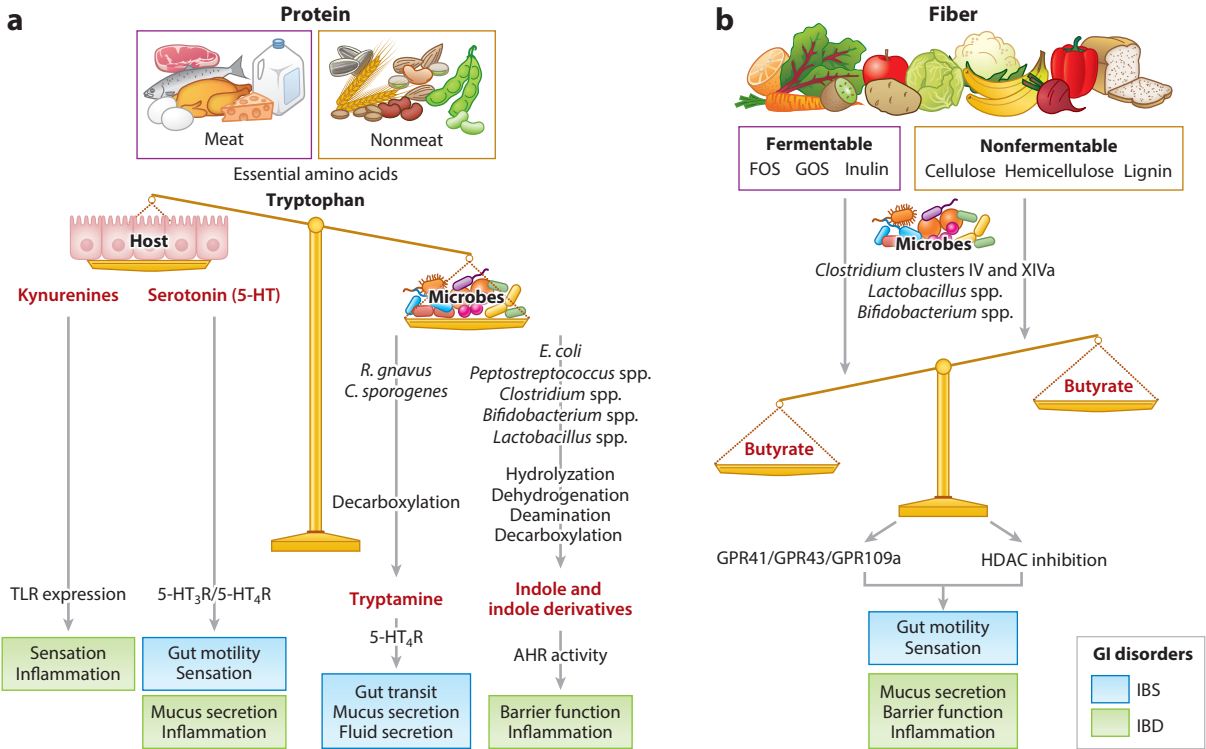 a
Protein
Meat
Nonmeat
Essential amino acids
Tryptophan
Host
Microbes
Kynurenines
Serotonin (5-HT)
R. gnavus
C. sporogenes
E. coli
Peptostreptococcus spp.
Clostridium spp.
Bifidobacterium spp.
Lactobacillus spp.
Decarboxylation
Hydrolyzation
Dehydrogenation
Deamination
Decarboxylation
TLR expression
5-HT₃R/5-HT₄R
Tryptamine
Indole and
indole derivatives
5-HT₄R
AHR activity
Sensation
Inflammation
Gut motility
Sensation
Mucus secretion
Inflammation
Gut transit
Mucus secretion
Fluid secretion
Barrier function
Inflammation
b
Fiber
Fermentable
FOS GOS Inulin
Nonfermentable
Cellulose Hemicellulose Lignin
Microbes
Clostridium clusters IV and XIVa
Lactobacillus spp.
Bifidobacterium spp.
Butyrate
Butyrate
GPR41/GPR43/GPR109a
HDAC inhibition
Gut motility
Sensation
Mucus secretion
Barrier function
Inflammation
GI disorders
IBS
IBD